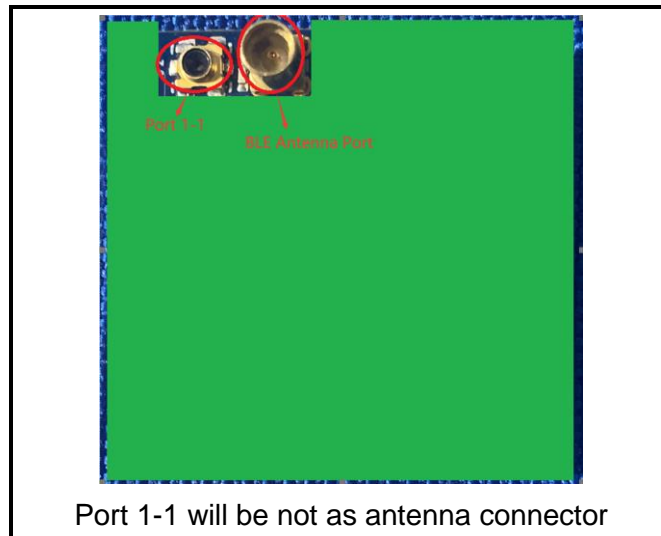 Port 1-1
BLE Antenna Port
Port 1-1 will be not as antenna connector